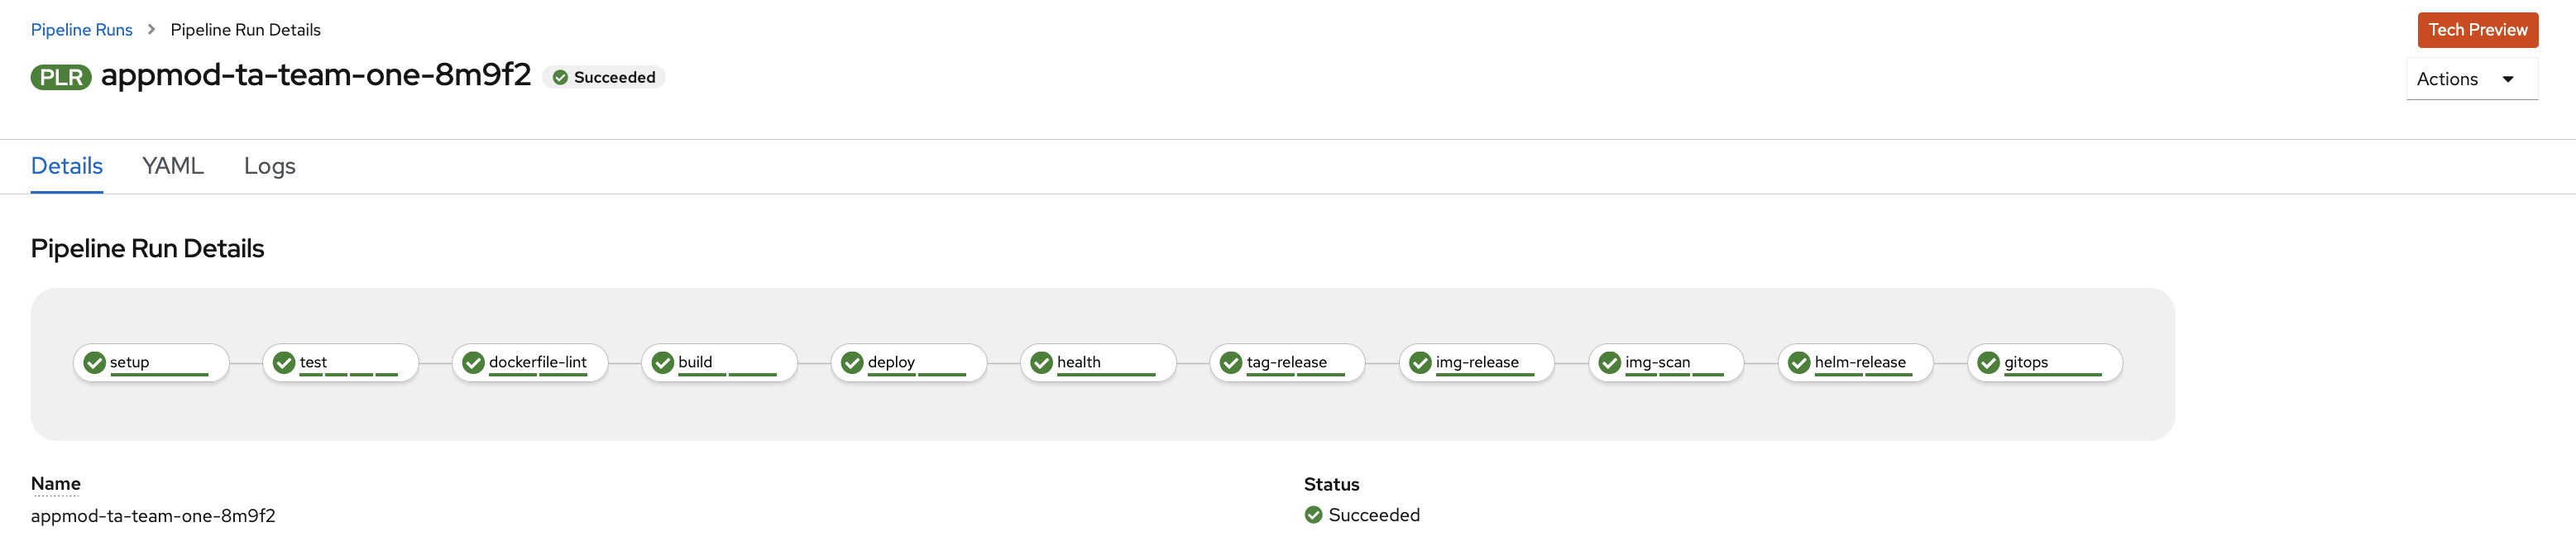 Pipeline Runs > Pipeline Run Details
Tech Preview
PLR appmod-ta-team-one-8m9f2 Succeeded
Actions
Details YAML Logs
Pipeline Run Details
setup test dockerfile-lint build deploy health tag-release img-release img-scan helm-release gitops
Name
appmod-ta-team-one-8m9f2
Status
Succeeded